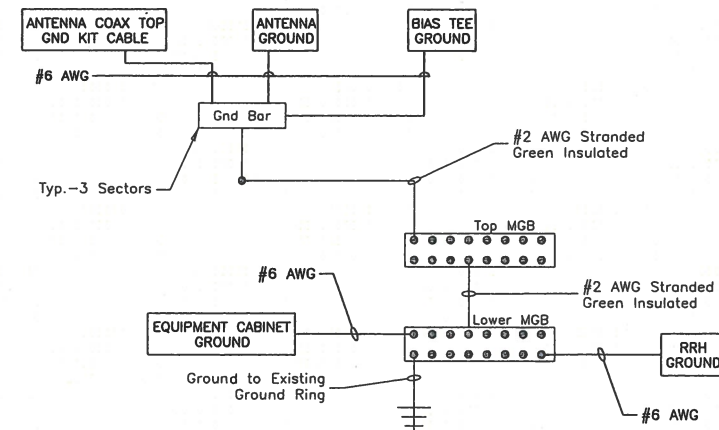 ANTENNA COAX TOP
GND KIT CABLE
ANTENNA
GROUND
BIAS TEE
GROUND
#6 AWG
Gnd Bar
#2 AWG Stranded
Green Insulated
Typ.-3 Sectors
Top MGB
#6 AWG
#2 AWG Stranded
Green Insulated
EQUIPMENT CABINET
GROUND
Lower MGB
RRH
GROUND
Ground to Existing
Ground Ring
#6 AWG